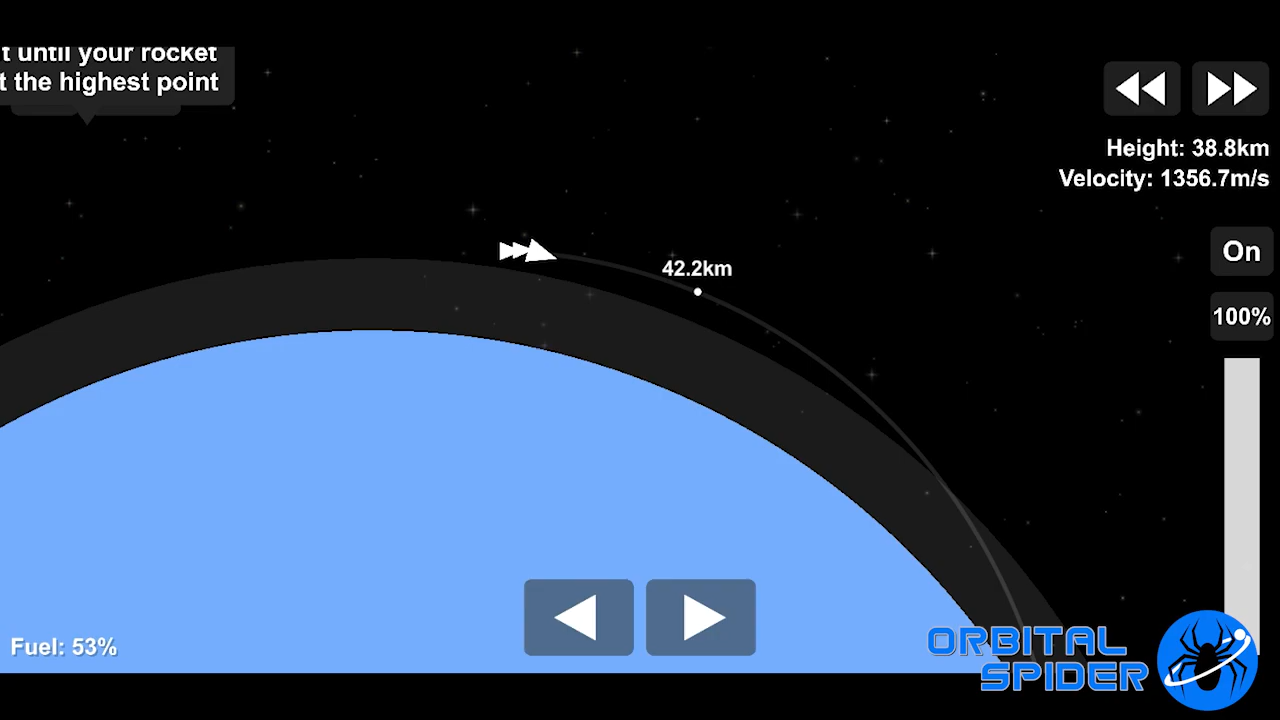 t until your rocket
t the highest point
Height: 38.8km
Velocity: 1356.7m/s
On
42.2km
100%
Fuel: 53%
ORBITAL
SPIDER